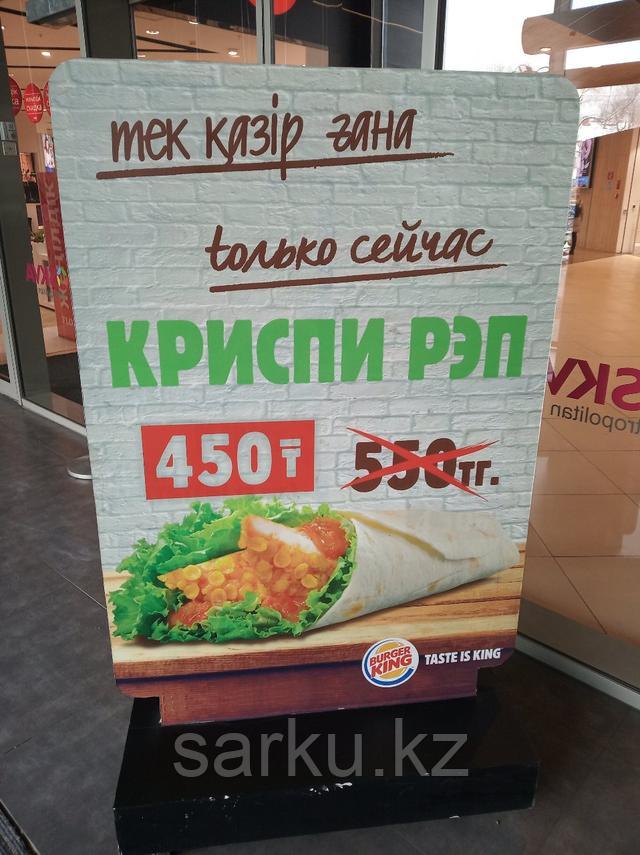 тек қазір ғана
только сейчас
КРИСПИ РЭП
450₸ 550тг.
BURGER
KING
TASTE IS KING
sarku.kz